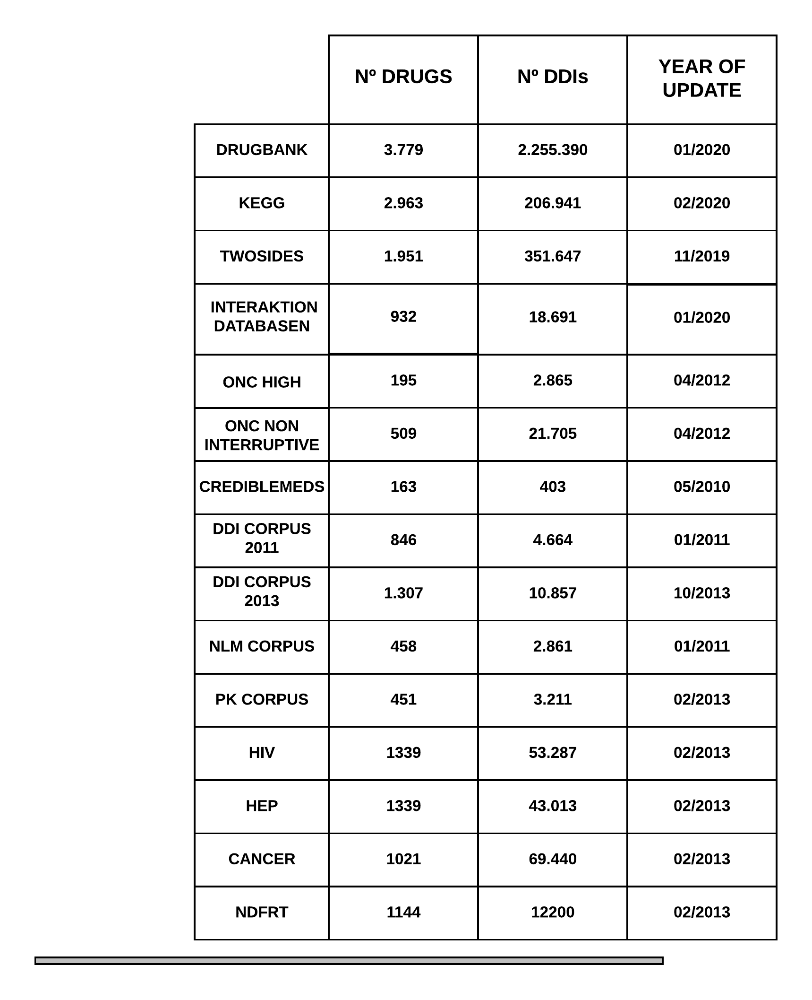 Nº DRUGS Nº DDIs YEAR OF
UPDATE
DRUGBANK 3.779 2.255.390 01/2020
KEGG 2.963 206.941 02/2020
TWOSIDES 1.951 351.647 11/2019
INTERAKTION
DATABASEN 932 18.691 01/2020
ONC HIGH 195 2.865 04/2012
ONC NON
INTERRUPTIVE 509 21.705 04/2012
CREDIBLEMEDS 163 403 05/2010
DDI CORPUS
2011 846 4.664 01/2011
DDI CORPUS
2013 1.307 10.857 10/2013
NLM CORPUS 458 2.861 01/2011
PK CORPUS 451 3.211 02/2013
HIV 1339 53.287 02/2013
HEP 1339 43.013 02/2013
CANCER 1021 69.440 02/2013
NDFRT 1144 12200 02/2013